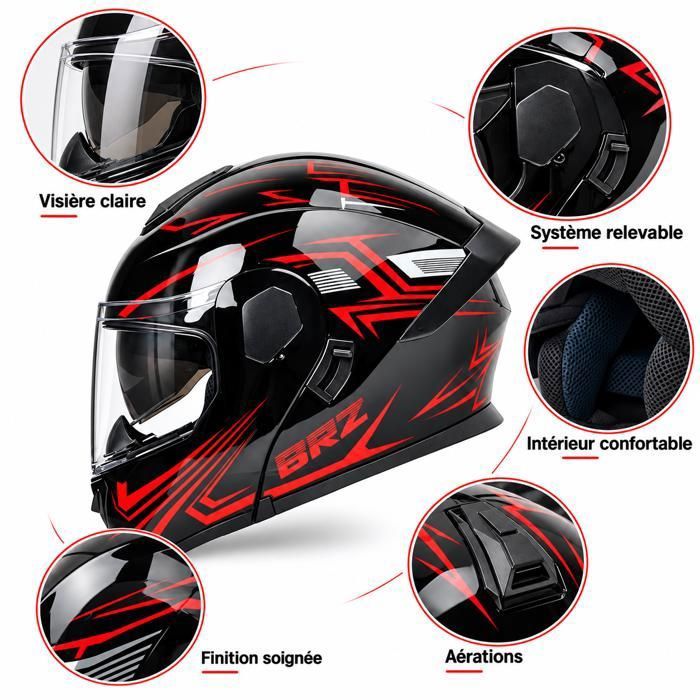 Visière claire
Système relevable
BRZ
Intérieur confortable
Finition soignée
Aérations